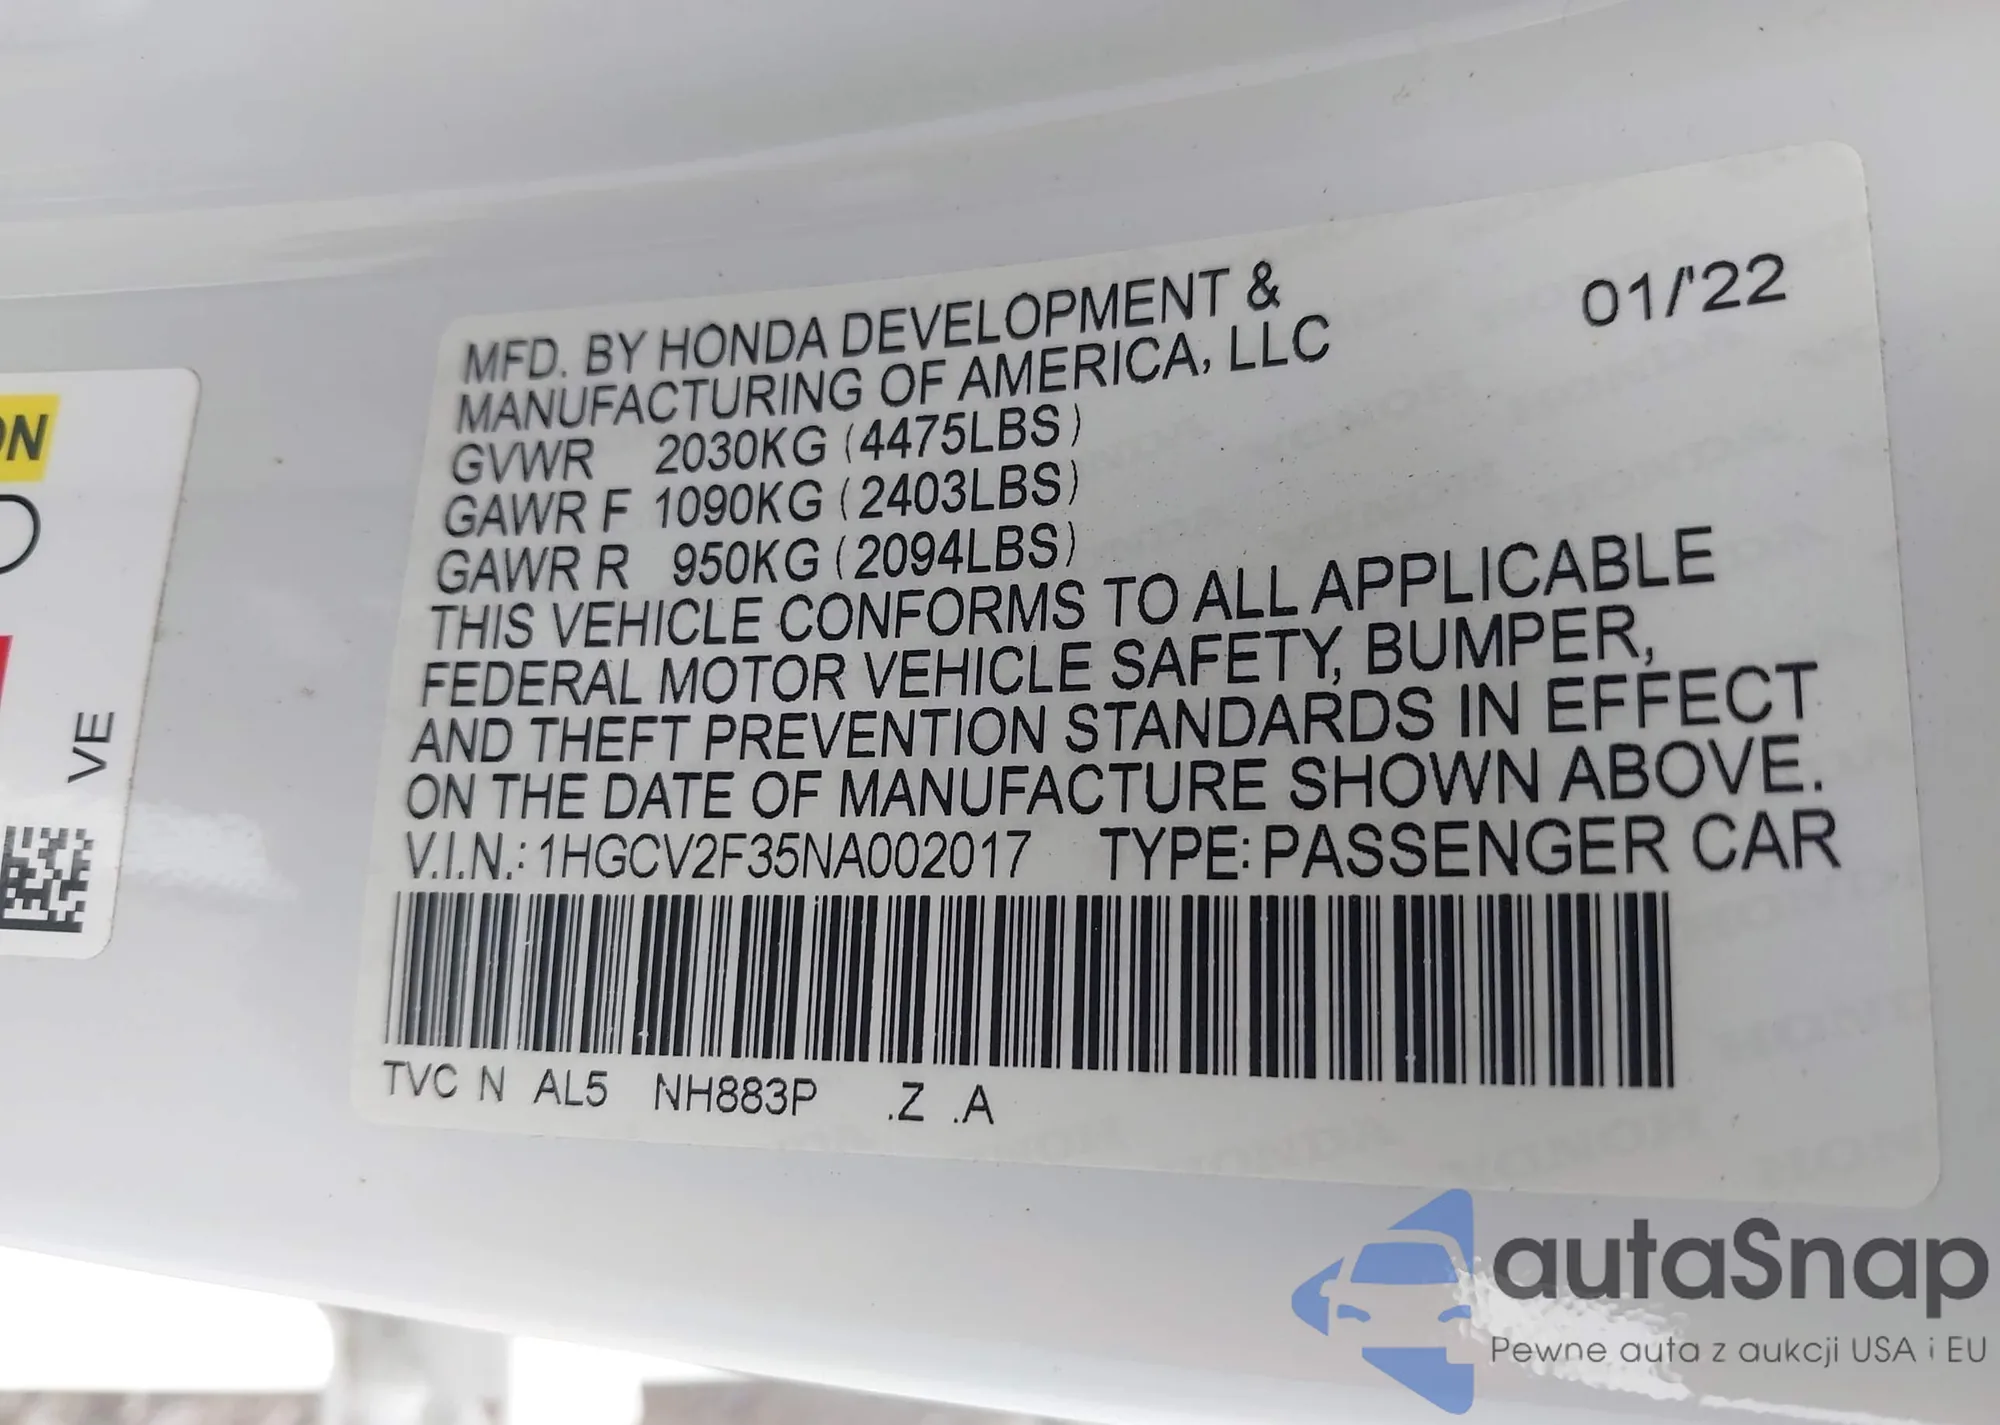 01/'22
MFD. BY HONDA DEVELOPMENT &
MANUFACTURING OF AMERICA, LLC
GVWR 2030KG (4475LBS)
GAWR F 1090KG (2403LBS)
GAWR R 950KG (2094LBS)
THIS VEHICLE CONFORMS TO ALL APPLICABLE
FEDERAL MOTOR VEHICLE SAFETY, BUMPER,
AND THEFT PREVENTION STANDARDS IN EFFECT
ON THE DATE OF MANUFACTURE SHOWN ABOVE.
V.I.N.: 1HGCV2F35NA002017 TYPE: PASSENGER CAR
TVC N AL5 NH883P .Z .A
ON
VE
autaSnap
Pewne auta z aukcji USA i EU